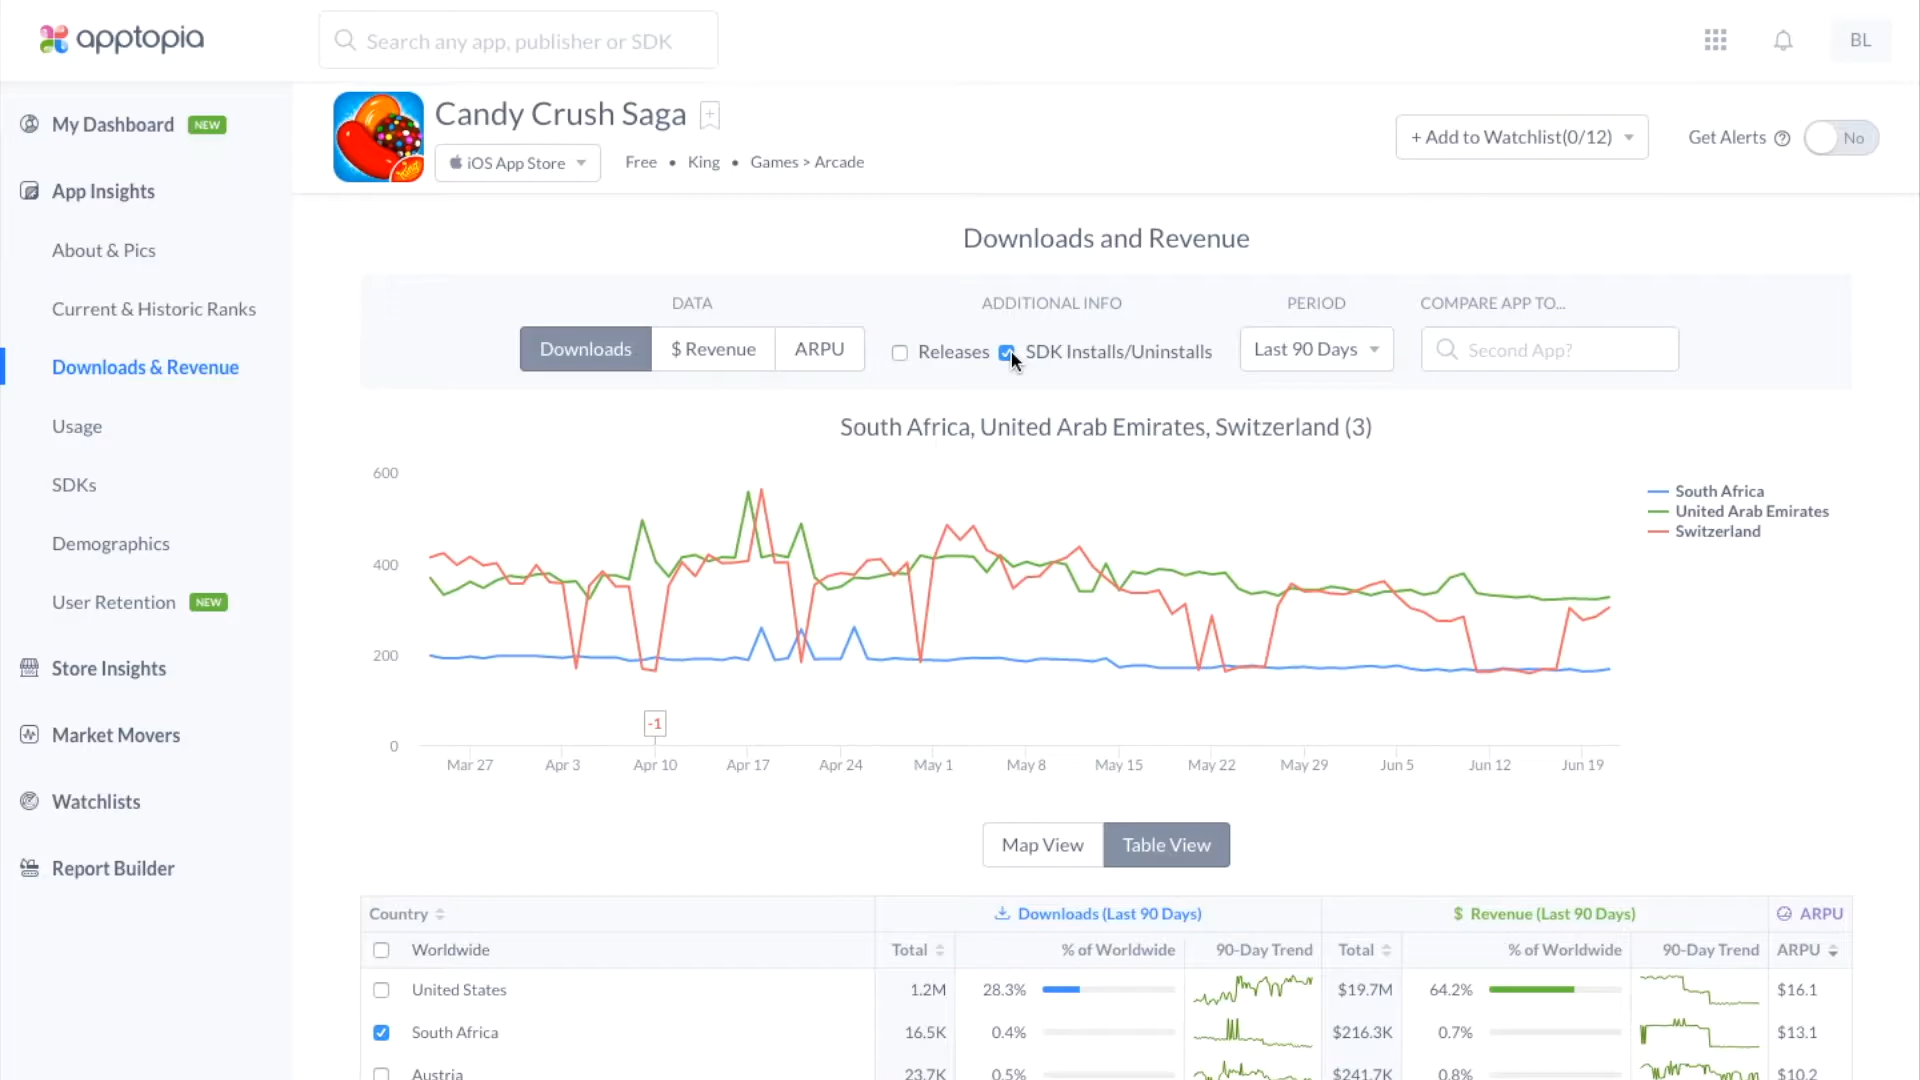 apptopia
Search any app, publisher or SDK
BL
My Dashboard NEW
App Insights
About & Pics
Current & Historic Ranks
Downloads & Revenue
Usage
SDKs
Demographics
User Retention NEW
Store Insights
Market Movers
Watchlists
Report Builder
King
Candy Crush Saga
iOS App Store
Free • King • Games > Arcade
+ Add to Watchlist(0/12)
Get Alerts ? No
Downloads and Revenue
DATA ADDITIONAL INFO PERIOD COMPARE APP TO...
Downloads $ Revenue ARPU Releases SDK Installs/Uninstalls Last 90 Days Second App?
South Africa, United Arab Emirates, Switzerland (3)
600
400
200
0
South Africa
United Arab Emirates
Switzerland
-1
Mar 27 Apr 3 Apr 10 Apr 17 Apr 24 May 1 May 8 May 15 May 22 May 29 Jun 5 Jun 12 Jun 19
Map View Table View
Country Downloads (Last 90 Days) $ Revenue (Last 90 Days) ARPU
Worldwide Total % of Worldwide 90-Day Trend Total % of Worldwide 90-Day Trend ARPU
United States 1.2M 28.3% $19.7M 64.2% $16.1
South Africa 16.5K 0.4% $216.3K 0.7% $13.1
Austria 23.7K 0.5% $241.7K 0.8% $10.2